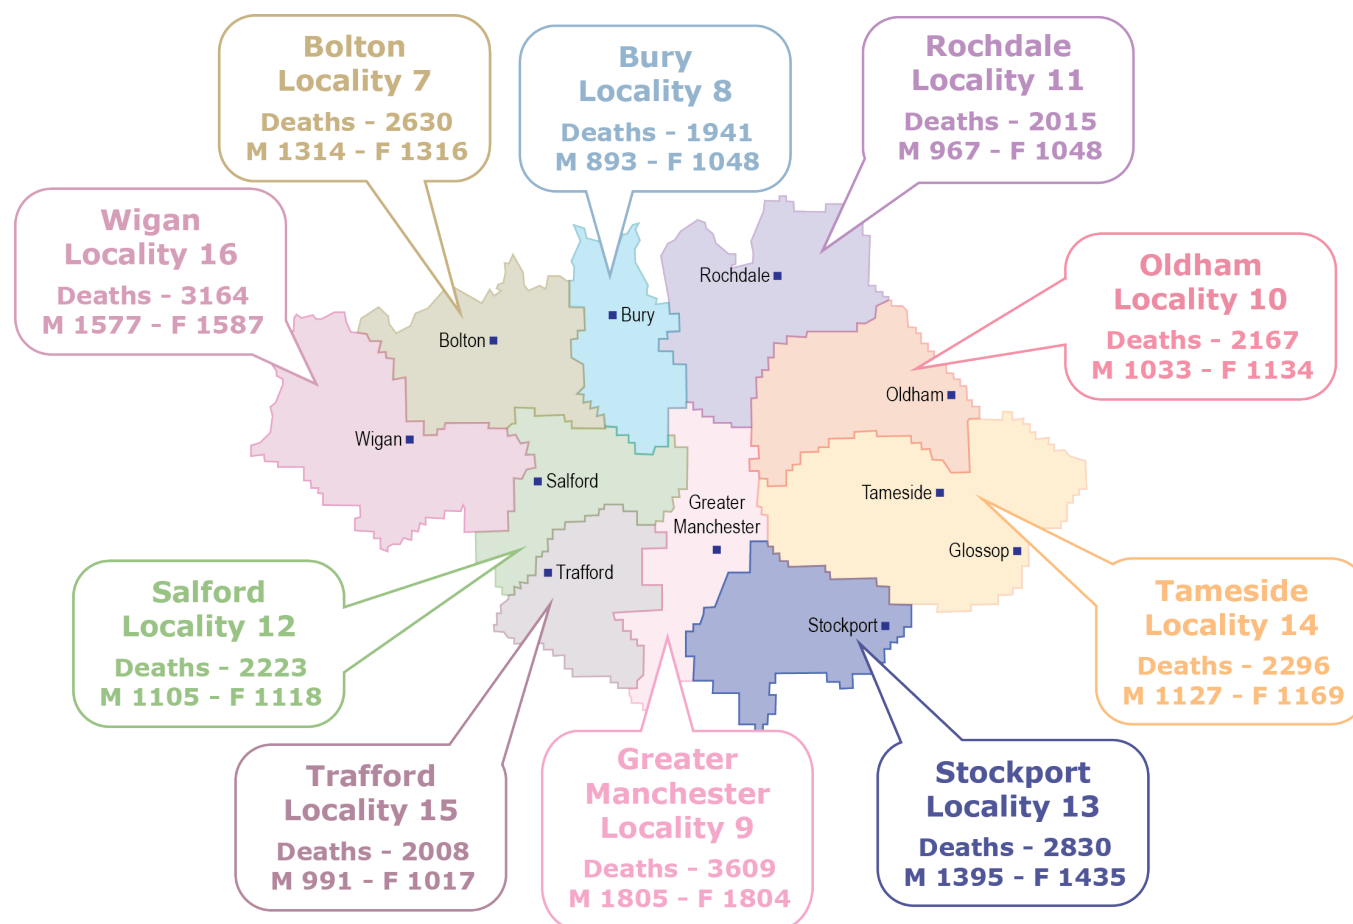 Bolton
Locality 7
Deaths - 2630
M 1314 - F 1316
Bury
Locality 8
Deaths - 1941
M 893 - F 1048
Rochdale
Locality 11
Deaths - 2015
M 967 - F 1048
Wigan
Locality 16
Deaths - 3164
M 1577 - F 1587
Oldham
Locality 10
Deaths - 2167
M 1033 - F 1134
Rochdale
Bury
Bolton
Oldham
Wigan
Salford
Tameside
Greater
Manchester
Glossop
Trafford
Stockport
Salford
Locality 12
Deaths - 2223
M 1105 - F 1118
Tameside
Locality 14
Deaths - 2296
M 1127 - F 1169
Trafford
Locality 15
Deaths - 2008
M 991 - F 1017
Greater
Manchester
Locality 9
Deaths - 3609
M 1805 - F 1804
Stockport
Locality 13
Deaths - 2830
M 1395 - F 1435